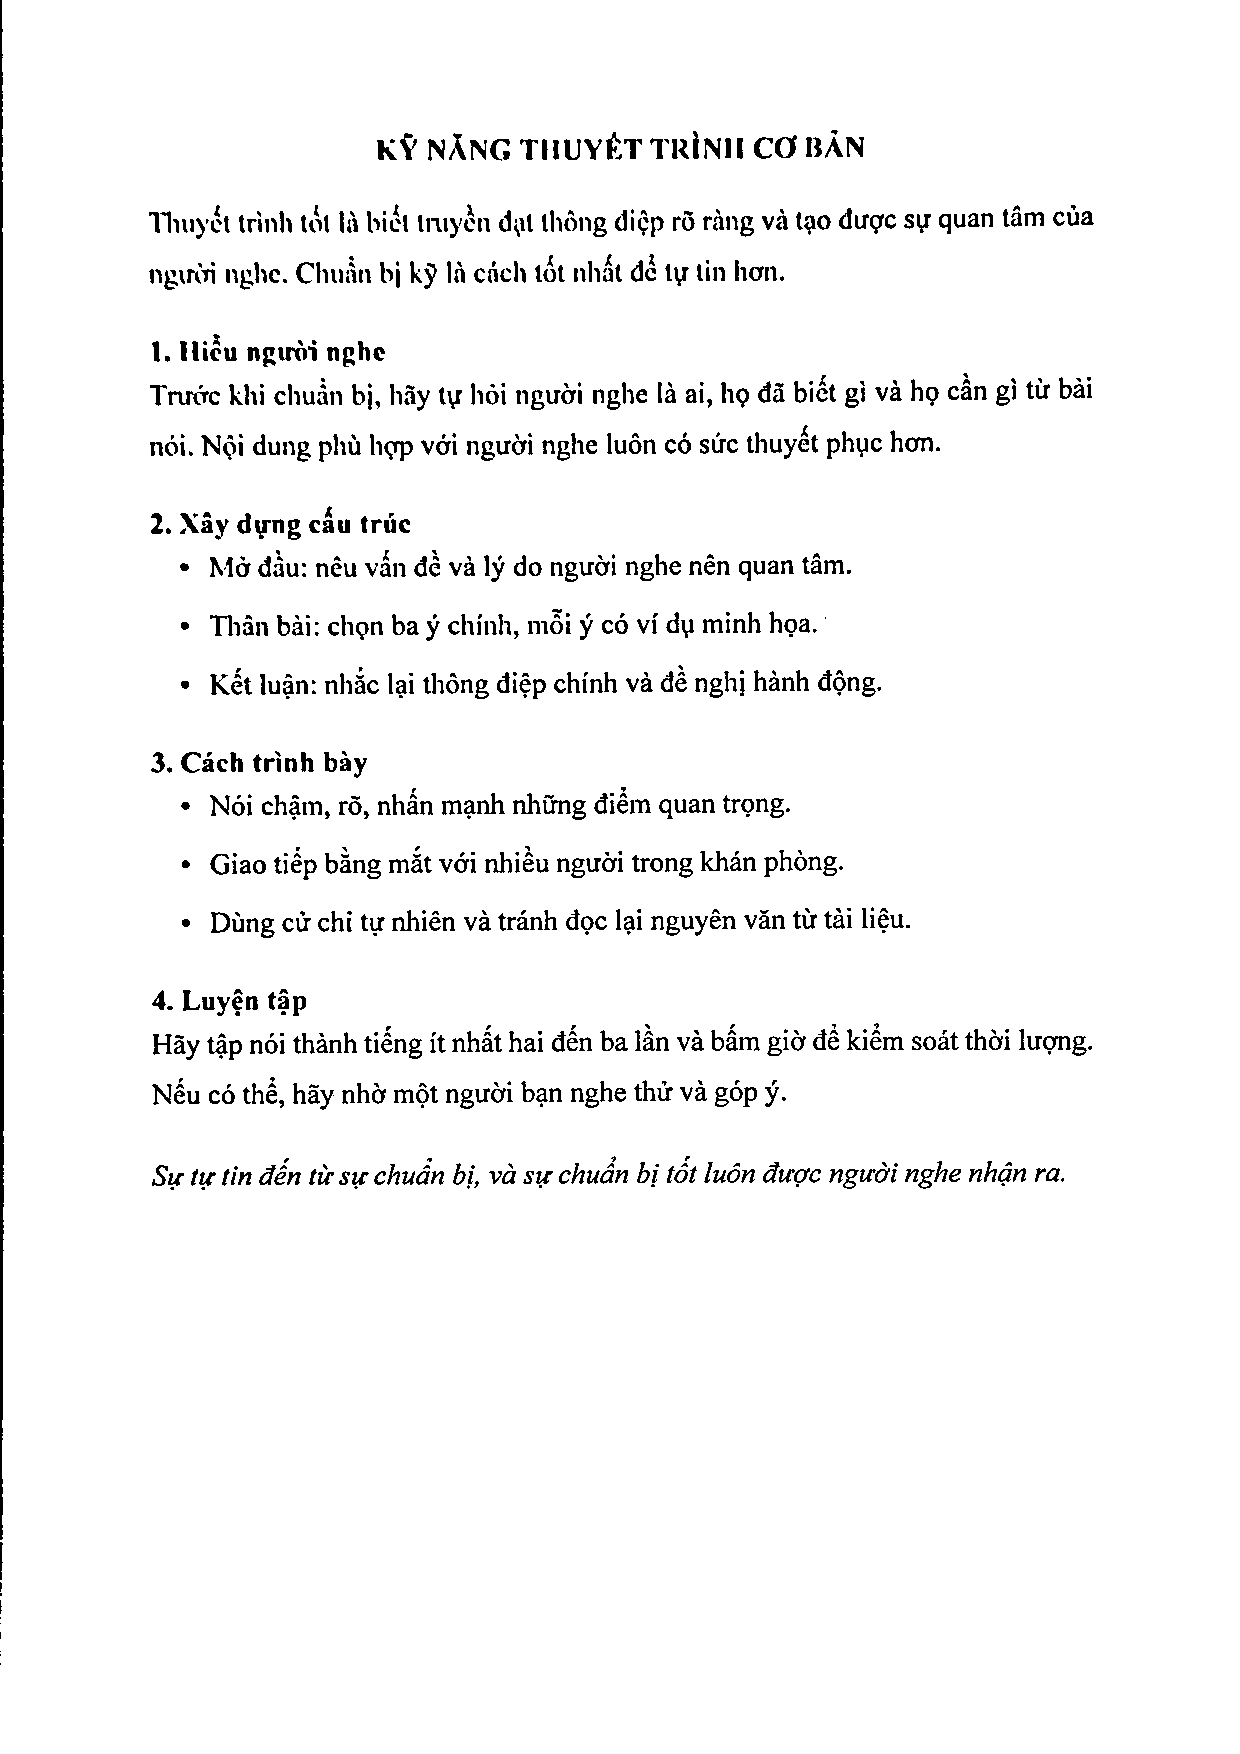 KỸ NĂNG THUYẾT TRÌNH CƠ BẢN
Thuyết trình tốt là biết truyền đạt thông điệp rõ ràng và tạo được sự quan tâm của
người nghe. Chuẩn bị kỹ là cách tốt nhất để tự tin hơn.
1. Hiểu người nghe
Trước khi chuẩn bị, hãy tự hỏi người nghe là ai, họ đã biết gì và họ cần gì từ bài
nói. Nội dung phù hợp với người nghe luôn có sức thuyết phục hơn.
2. Xây dựng cấu trúc
• Mở đầu: nêu vấn đề và lý do người nghe nên quan tâm.
• Thân bài: chọn ba ý chính, mỗi ý có ví dụ minh họa.
• Kết luận: nhắc lại thông điệp chính và đề nghị hành động.
3. Cách trình bày
• Nói chậm, rõ, nhấn mạnh những điểm quan trọng.
• Giao tiếp bằng mắt với nhiều người trong khán phòng.
• Dùng cử chỉ tự nhiên và tránh đọc lại nguyên văn từ tài liệu.
4. Luyện tập
Hãy tập nói thành tiếng ít nhất hai đến ba lần và bấm giờ để kiểm soát thời lượng.
Nếu có thể, hãy nhờ một người bạn nghe thử và góp ý.
Sự tự tin đến từ sự chuẩn bị, và sự chuẩn bị tốt luôn được người nghe nhận ra.